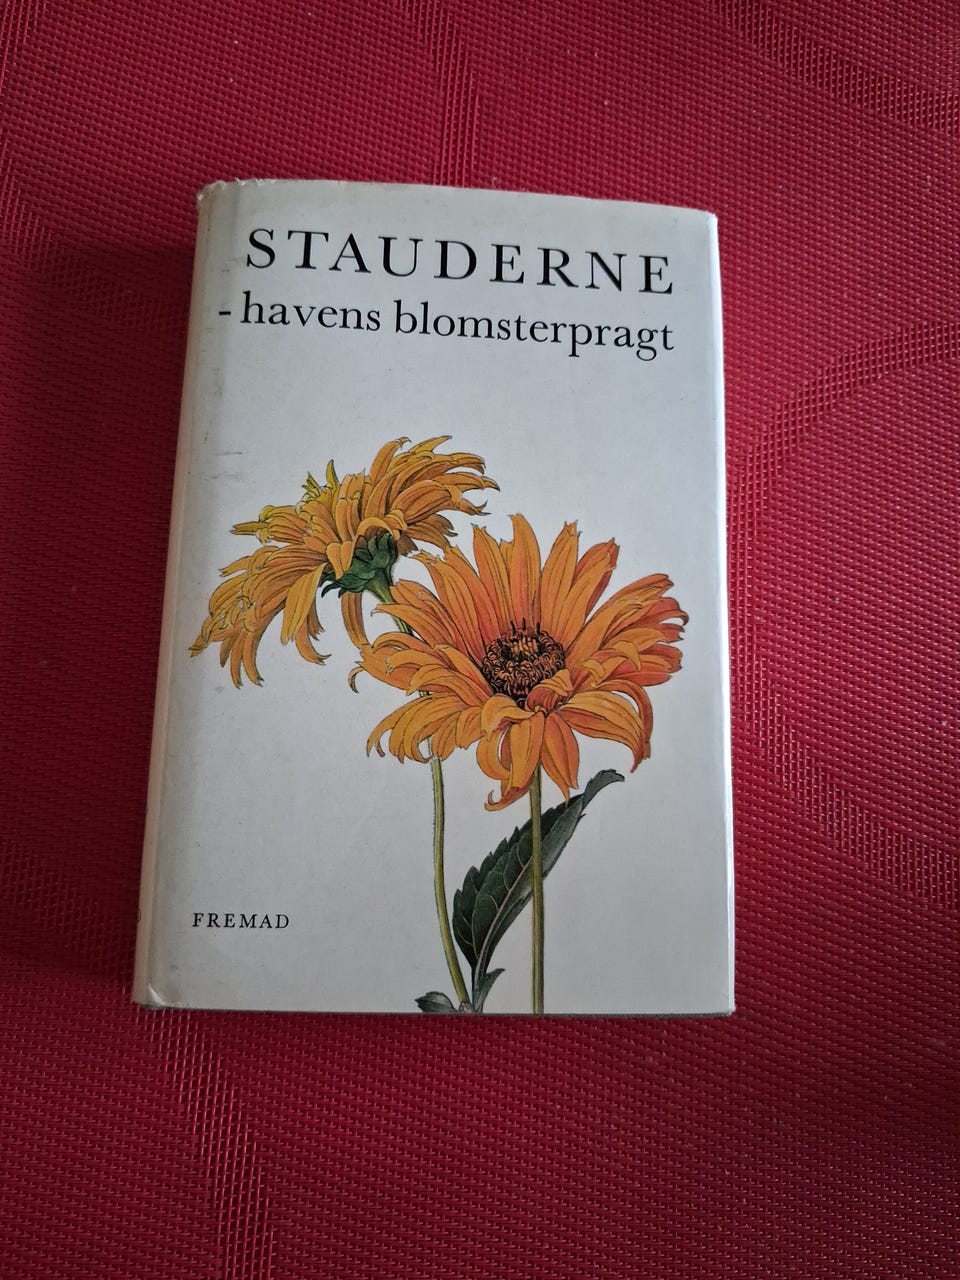 STAUDERNE
- havens blomsterpragt
FREMAD